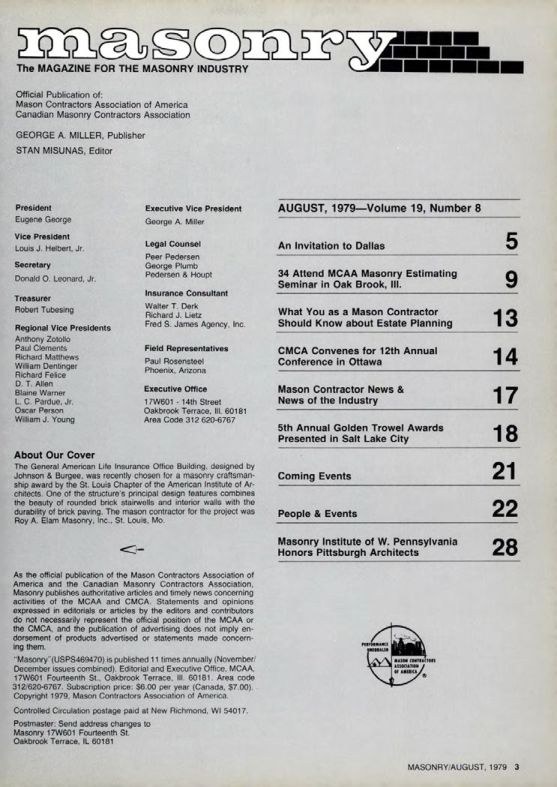 masonry
The MAGAZINE FOR THE MASONRY INDUSTRY
Official Publication of:
Mason Contractors Association of America
Canadian Masonry Contractors Association
GEORGE A. MILLER, Publisher
STAN MISUNAS, Editor
President
Eugene George
Vice President
Louis J. Helbert, Jr.
Secretary
Donald O. Leonard, Jr.
Treasurer
Robert Tubesing
Regional Vice Presidents
Anthony Zotollo
Paul Clements
Richard Matthews
William Dentinger
Richard Felice
D. T. Allen
Blaine Warner
L. C. Pardue, Jr.
Oscar Person
William J. Young
Executive Vice President
George A. Miller
Legal Counsel
Peer Pedersen
George Plumb
Pedersen & Houpt
Insurance Consultant
Walter T. Derk
Richard J. Lietz
Fred S. James Agency, Inc.
Field Representatives
Paul Rosensteel
Phoenix, Arizona
Executive Office
17W601 - 14th Street
Oakbrook Terrace, Ill. 60181
Area Code 312 620-6767
About Our Cover
The General American Life Insurance Office Building, designed by
Johnson & Burgee, was recently chosen for a masonry craftsman-
ship award by the St. Louis Chapter of the American Institute of Ar-
chitects. One of the structure's principal design features combines
the beauty of rounded brick stairwells and interior walls with the
durability of brick paving. The mason contractor for the project was
Roy A. Elam Masonry, Inc., St. Louis, Mo.
As the official publication of the Mason Contractors Association of
America and the Canadian Masonry Contractors Association,
Masonry publishes authoritative articles and timely news concerning
activities of the MCAA and CMCA. Statements and opinions
expressed in editorials or articles by the editors and contributors
do not necessarily represent the official position of the MCAA or
the CMCA, and the publication of advertising does not imply en-
dorsement of products advertised or statements made concern-
ing them.
"Masonry"(USPS469470) is published 11 times annually (November/
December issues combined). Editorial and Executive Office, MCAA,
17W601 Fourteenth St., Oakbrook Terrace, Ill. 60181. Area code
312/620-6767. Subscription price: $6.00 per year (Canada, $7.00).
Copyright 1979, Mason Contractors Association of America.
Controlled Circulation postage paid at New Richmond, WI 54017.
Postmaster: Send address changes to
Masonry 17W601 Fourteenth St.
Oakbrook Terrace, IL 60181
AUGUST, 1979—Volume 19, Number 8
An Invitation to Dallas 5
34 Attend MCAA Masonry Estimating
Seminar in Oak Brook, Ill. 9
What You as a Mason Contractor
Should Know about Estate Planning 13
CMCA Convenes for 12th Annual
Conference in Ottawa 14
Mason Contractor News &
News of the Industry 17
5th Annual Golden Trowel Awards
Presented in Salt Lake City 18
Coming Events 21
People & Events 22
Masonry Institute of W. Pennsylvania
Honors Pittsburgh Architects 28
PERFORMANCE
MASON CONTRACTORS
ASSOCIATION
OF AMERICA
®
MASONRY/AUGUST, 1979 3